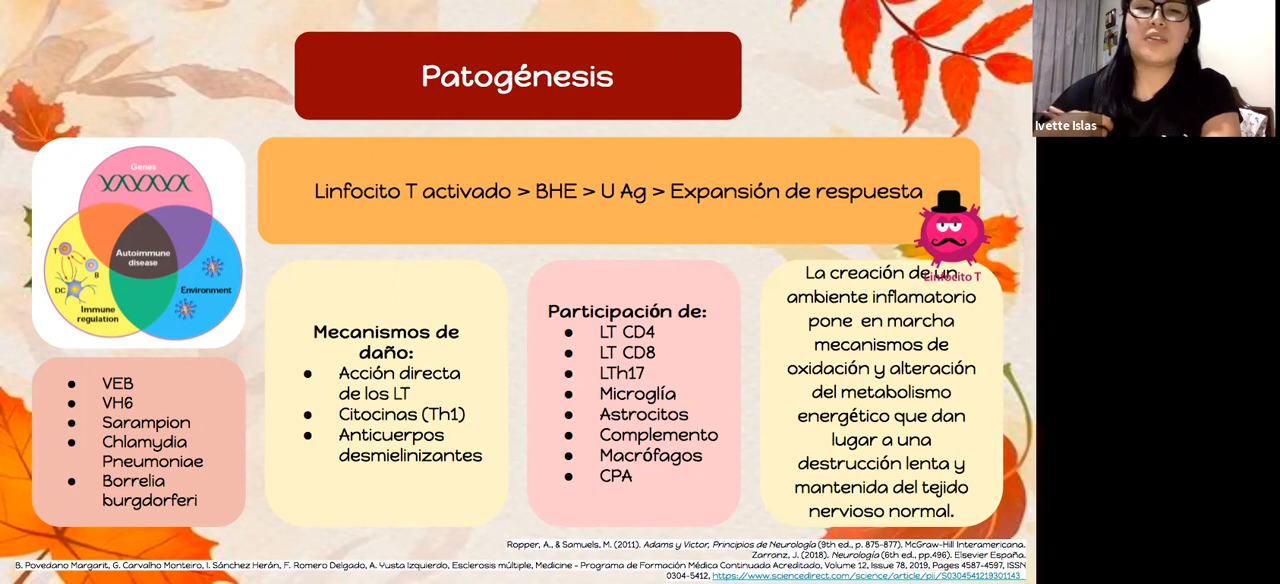 Patogénesis
Ivette Islas
Genes
Autoimmune
disease
T
B
DC
Immune
regulation
Environment
Linfocito T activado > BHE > U Ag > Expansión de respuesta
Linfocito T
VEB
VH6
Sarampion
Chlamydia
Pneumoniae
Borrelia
burgdorferi
Mecanismos de
daño:
Acción directa
de los LT
Citocinas (Th1)
Anticuerpos
desmielinizantes
Participación de:
LT CD4
LT CD8
LTh17
Microglía
Astrocitos
Complemento
Macrófagos
CPA
La creación de un
ambiente inflamatorio
pone en marcha
mecanismos de
oxidación y alteración
del metabolismo
energético que dan
lugar a una
destrucción lenta y
mantenida del tejido
nervioso normal.
Ropper, A., & Samuels, M. (2011). Adams y Victor, Principios de Neurología (9th ed., p. 875-877). McGraw-Hill Interamericana.
Zarranz, J. (2018). Neurología (6th ed., pp.496). Elsevier España.
B. Povedano Margarit, G. Carvalho Monteiro, I. Sánchez Herán, F. Romero Delgado, A. Yusta Izquierdo, Esclerosis múltiple, Medicine - Programa de Formación Médica Continuada Acreditado, Volume 12, Issue 78, 2019, Pages 4587-4597, ISSN
0304-5412, https://www.sciencedirect.com/science/article/pii/S0304541219301143